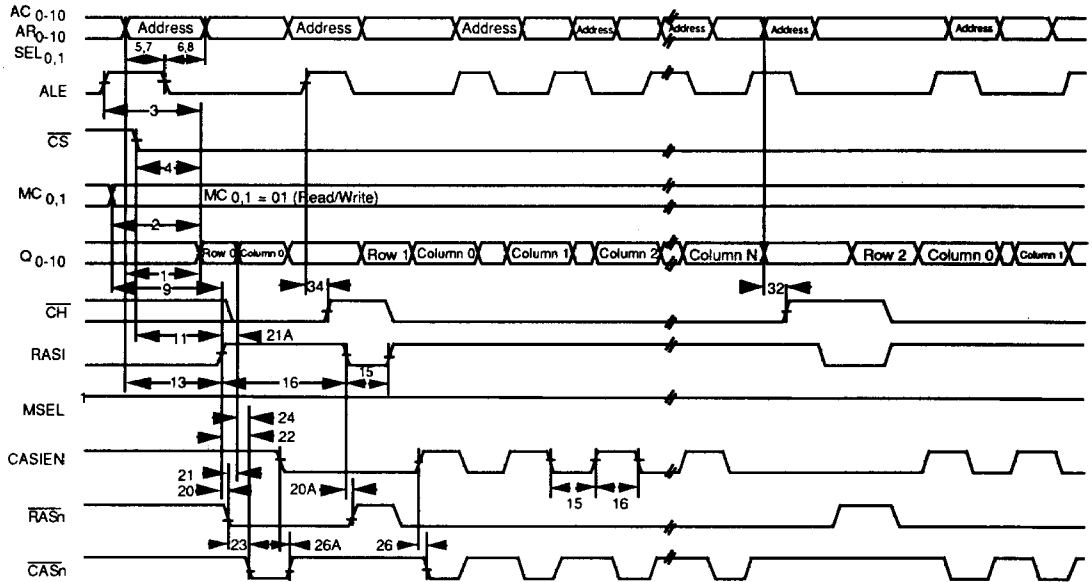 AC 0-10
AR 0-10
SEL 0,1
Address Address Address Address Address Address Address
5,7 6,8
ALE
3
CS
4
MC 0,1
MC 0,1 = 01 (Read/Write)
2
Q 0-10
Row 0 Column 0 Row 1 Column 0 Column 1 Column 2 Column N Row 2 Column 0 Column 1
1
9
34
32
CH
11
21A
RASI
13
16
15
MSEL
1
24
22
CASIEN
21
20
20A
15
16
RASn
23
26A
26
CASn